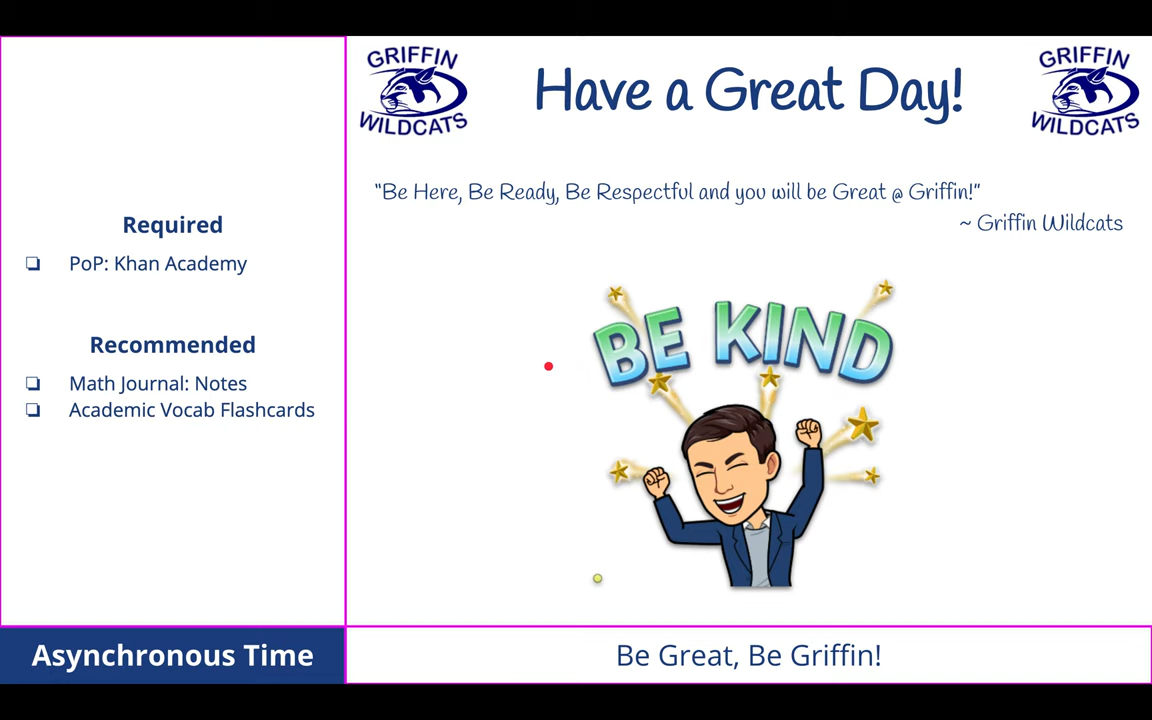 GRIFFIN
WILDCATS
Have a Great Day!
GRIFFIN
WILDCATS
“Be Here, Be Ready, Be Respectful and you will be Great @ Griffin!”
~ Griffin Wildcats
Required
❏ PoP: Khan Academy
Recommended
❏ Math Journal: Notes
❏ Academic Vocab Flashcards
BE KIND
Asynchronous Time
Be Great, Be Griffin!